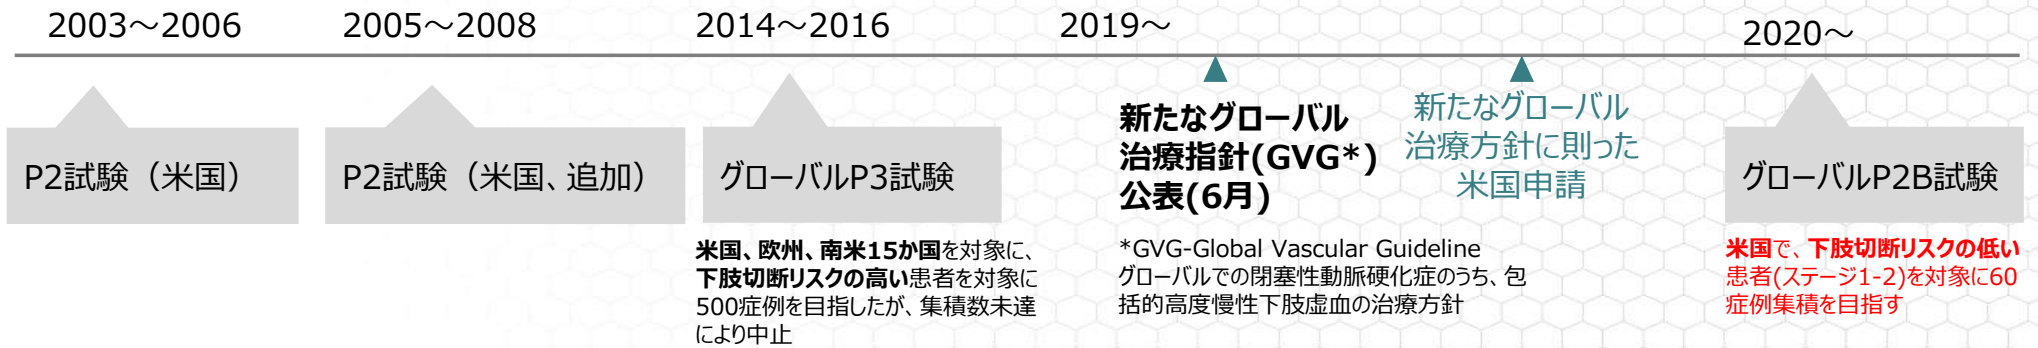 2003～2006
2005～2008
2014～2016
2019～
2020～
P2試験（米国）
P2試験（米国、追加）
グローバルP3試験
米国、欧州、南米15か国を対象に、
下肢切断リスクの高い患者を対象に
500症例を目指したが、集積数未達
により中止
新たなグローバル
治療指針(GVG*)
公表(6月)
*GVG-Global Vascular Guideline
グローバルでの閉塞性動脈硬化症のうち、包
括的高度慢性下肢虚血の治療方針
新たなグローバル
治療方針に則った
米国申請
グローバルP2B試験
米国で、下肢切断リスクの低い
患者(ステージ1-2)を対象に60
症例集積を目指す